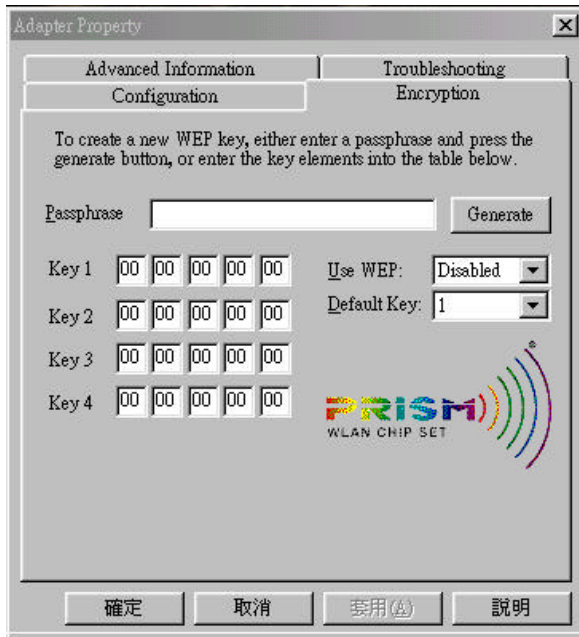 Adapter Property
Advanced Information
Troubleshooting
Configuration
Encryption
To create a new WEP key, either enter a passphrase and press the
generate button, or enter the key elements into the table below.
Passphrase
Generate
Key 1 00 00 00 00 00
Use WEP: Disabled
Key 2 00 00 00 00 00
Default Key: 1
Key 3 00 00 00 00 00
Key 4 00 00 00 00 00
PRISM
WLAN CHIP SET
確定
取消
套用(A)
說明